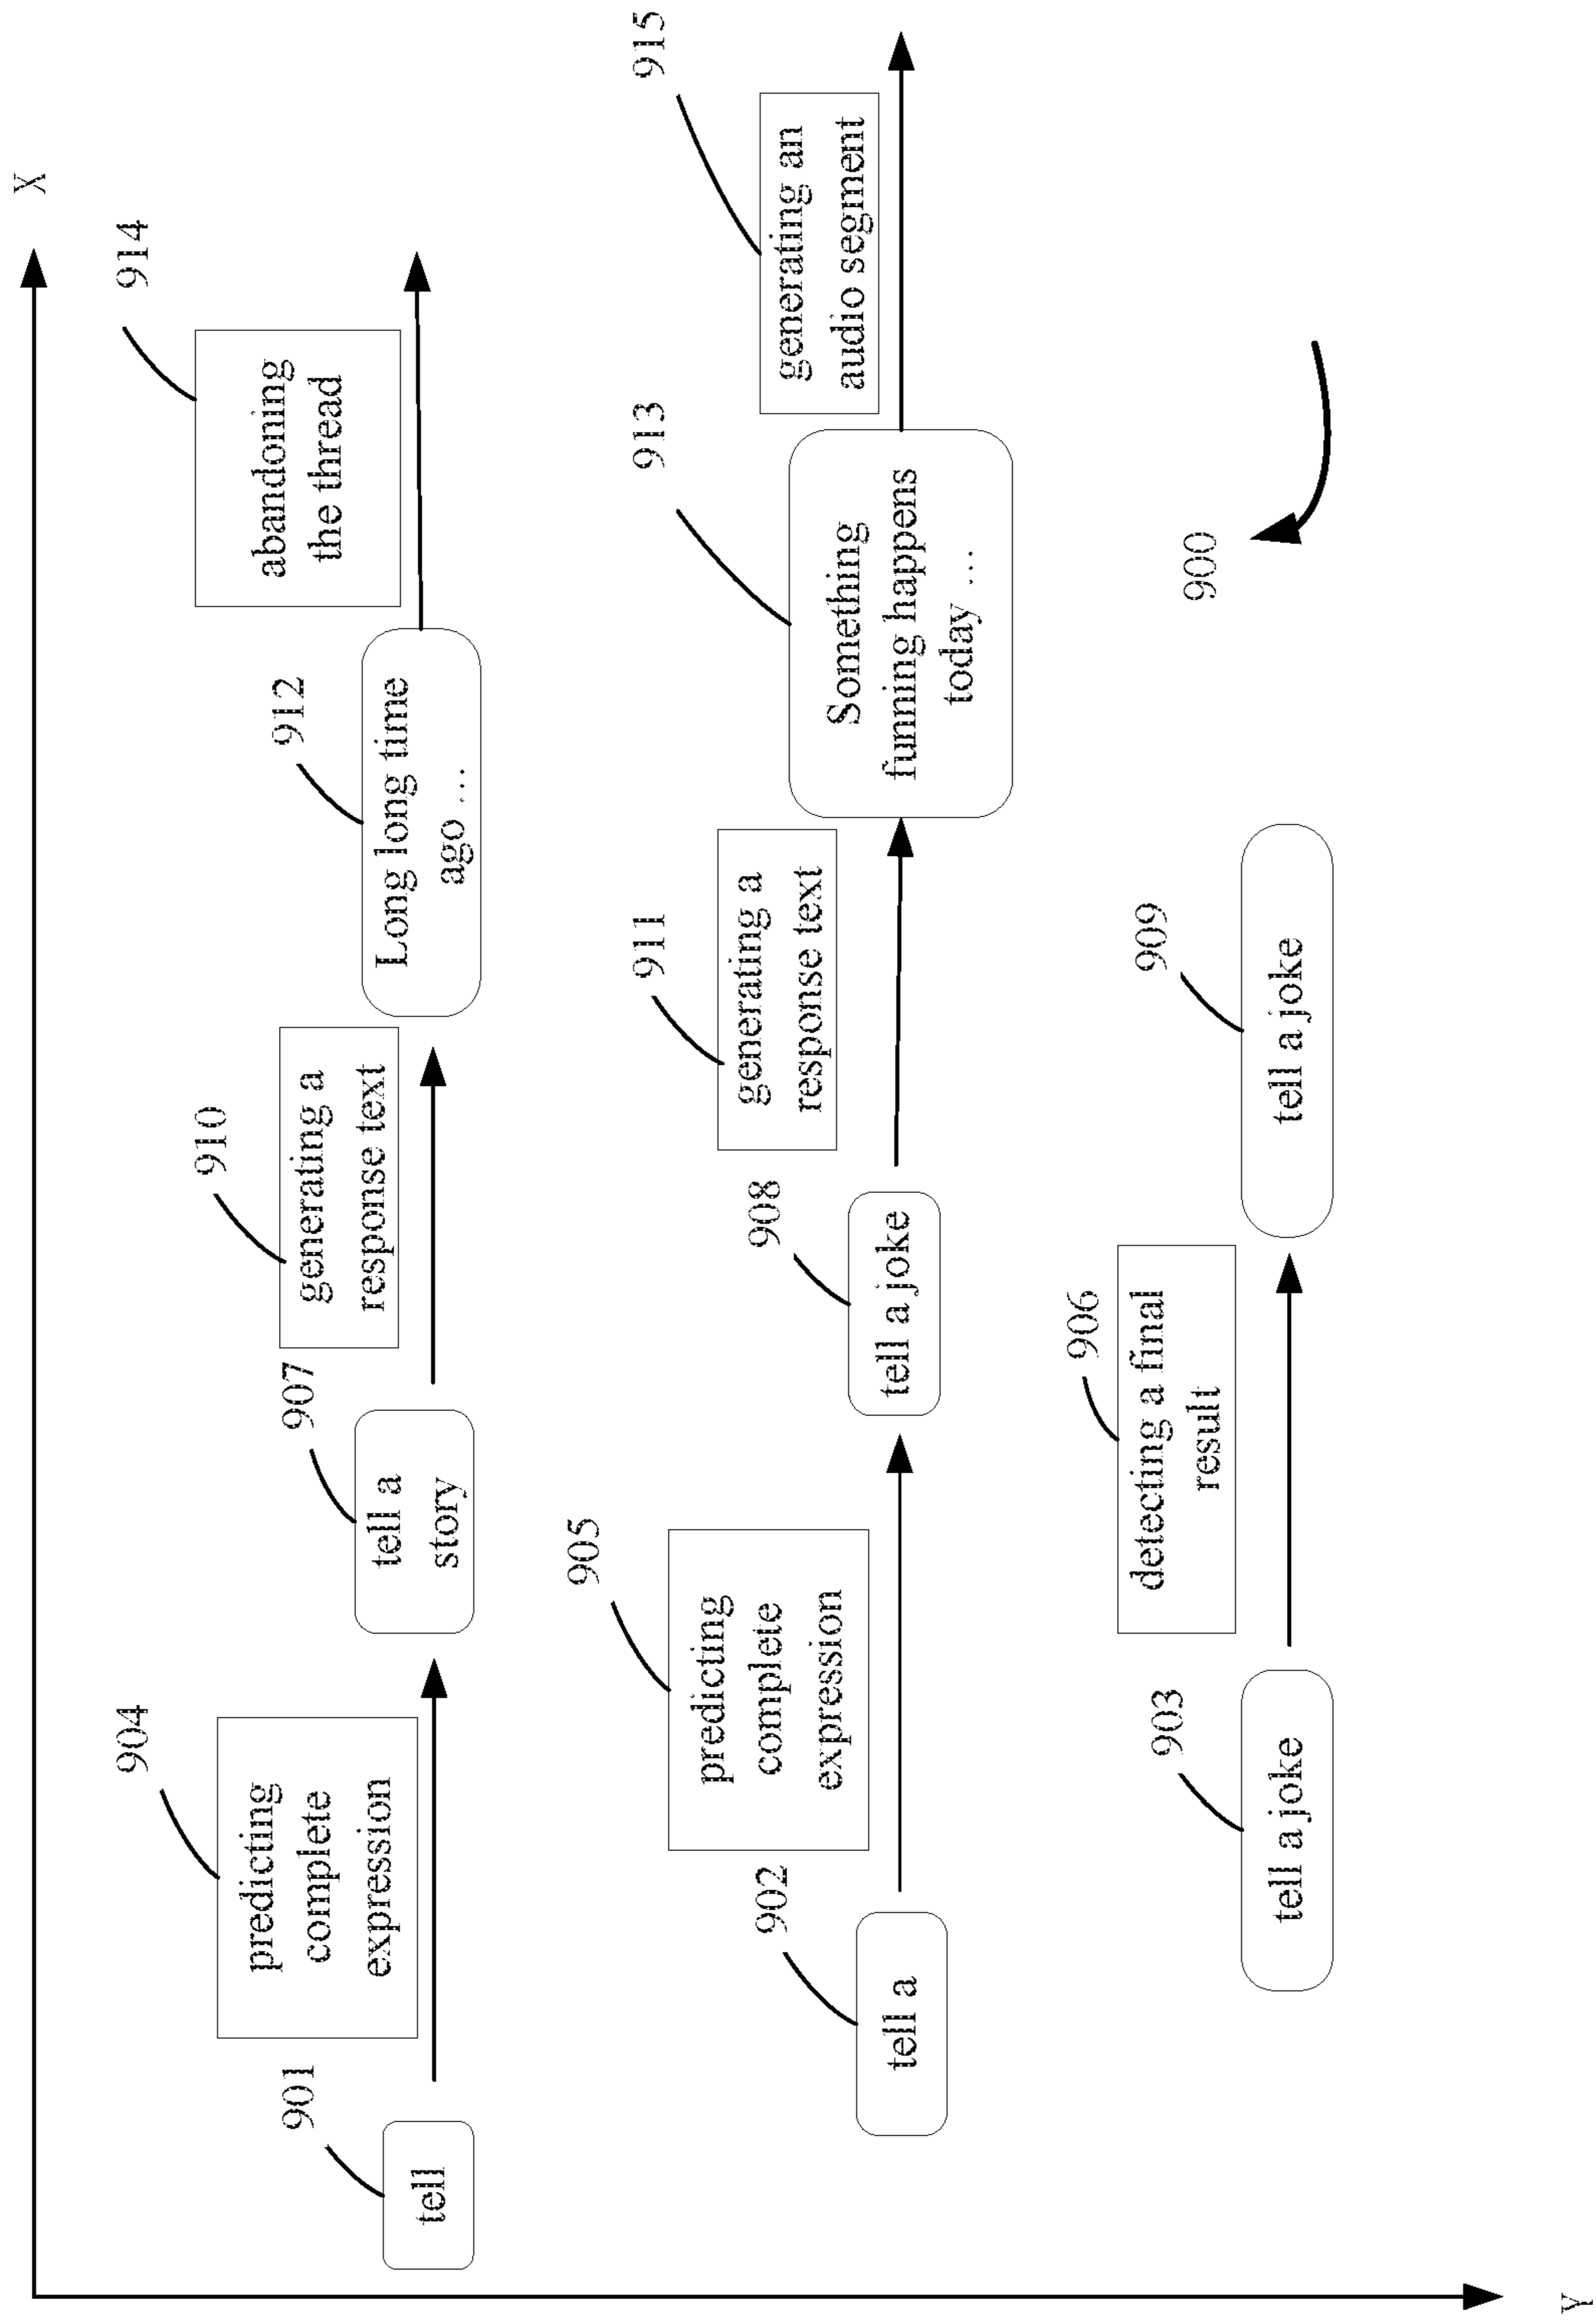 X
901
tell
904
predicting
complete
expression
907
tell a
story
910
generating a
response text
912
Long long time
ago ...
914
abandoning
the thread
902
tell a
905
predicting
complete
expression
908
tell a joke
911
generating a
response text
913
Something
funning happens
today ...
915
generating an
audio segment
903
tell a joke
906
detecting a final
result
909
tell a joke
900
Y